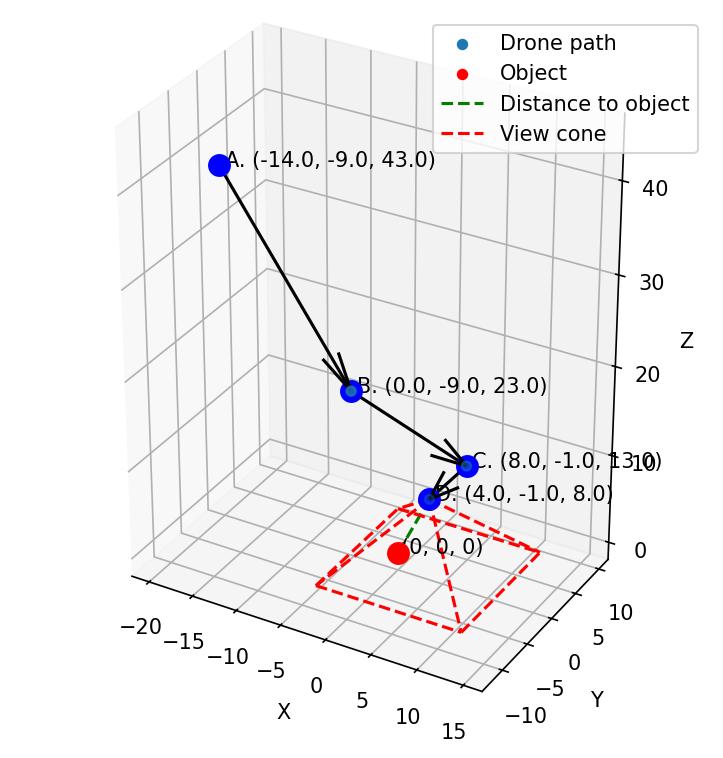 Drone path
Object
Distance to object
View cone
A. (-14.0, -9.0, 43.0)
B. (0.0, -9.0, 23.0)
C. (8.0, -1.0, 13.0)
D. (4.0, -1.0, 8.0)
(0, 0, 0)
40
30
Z
20
10
0
−20
−15
−10
−5
0
5
10
15
X
10
5
0
−5
−10
Y